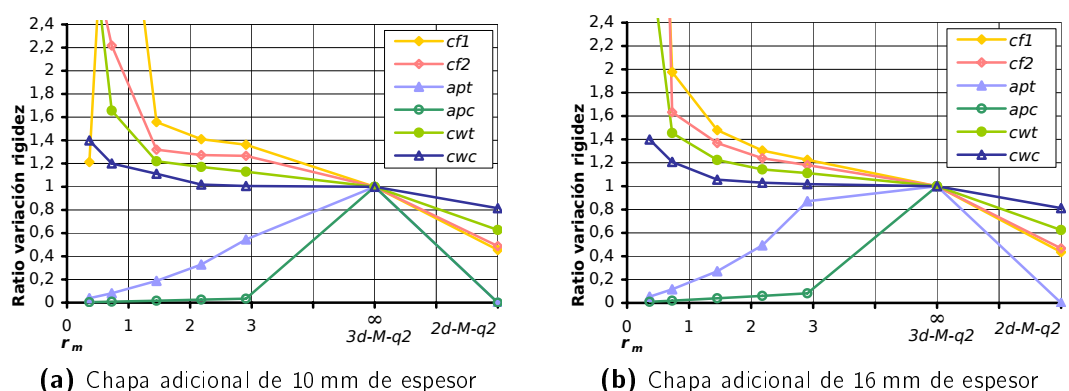 2,4
2,2
2
1,8
1,6
1,4
1,2
1
0,8
0,6
0,4
0,2
0
Ratio variación rigidez
cf1
cf2
apt
apc
cwt
cwc
0 1 2 3 ∞
r_m 3d-M-q2 2d-M-q2
(a) Chapa adicional de 10 mm de espesor
2,4
2,2
2
1,8
1,6
1,4
1,2
1
0,8
0,6
0,4
0,2
0
Ratio variación rigidez
cf1
cf2
apt
apc
cwt
cwc
0 1 2 3 ∞
r_m 3d-M-q2 2d-M-q2
(b) Chapa adicional de 16 mm de espesor